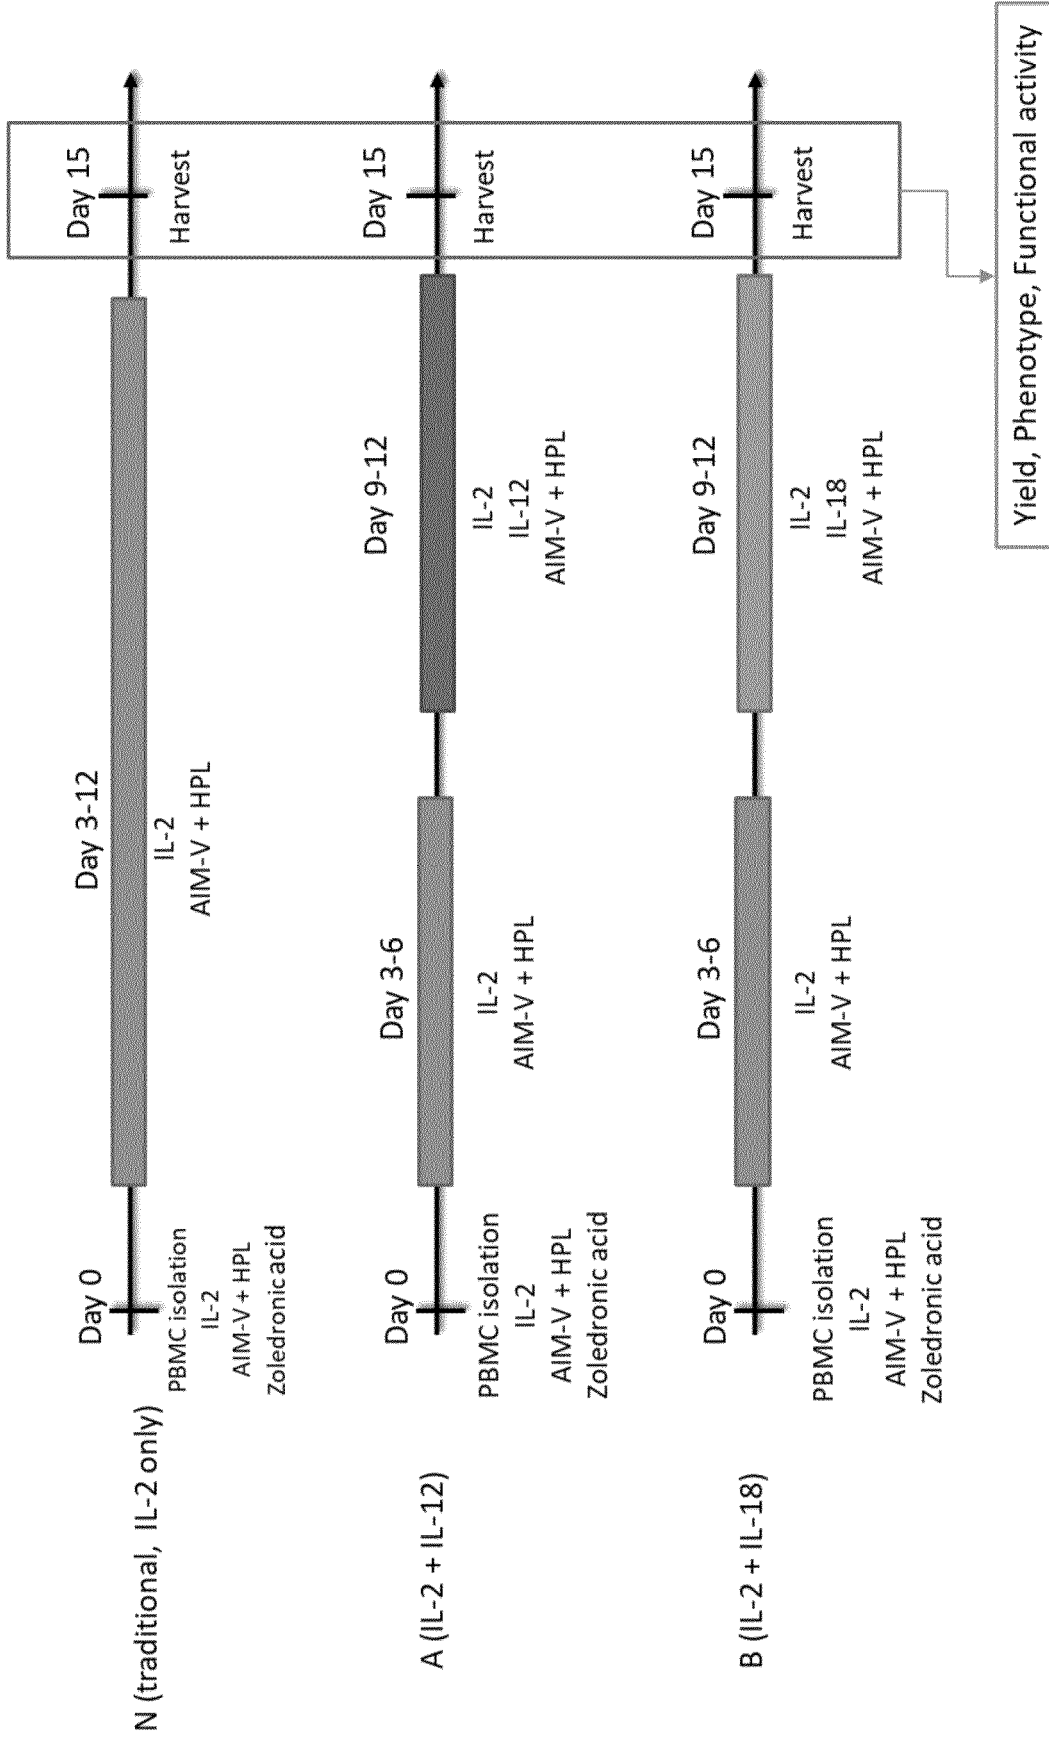 N (traditional, IL-2 only)
Day 0
PBMC isolation
IL-2
AIM-V + HPL
Zoledronic acid
Day 3-12
IL-2
AIM-V + HPL
Day 15
Harvest
A (IL-2 + IL-12)
Day 0
PBMC isolation
IL-2
AIM-V + HPL
Zoledronic acid
Day 3-6
IL-2
AIM-V + HPL
Day 9-12
IL-2
IL-12
AIM-V + HPL
Day 15
Harvest
B (IL-2 + IL-18)
Day 0
PBMC isolation
IL-2
AIM-V + HPL
Zoledronic acid
Day 3-6
IL-2
AIM-V + HPL
Day 9-12
IL-2
IL-18
AIM-V + HPL
Day 15
Harvest
Yield, Phenotype, Functional activity